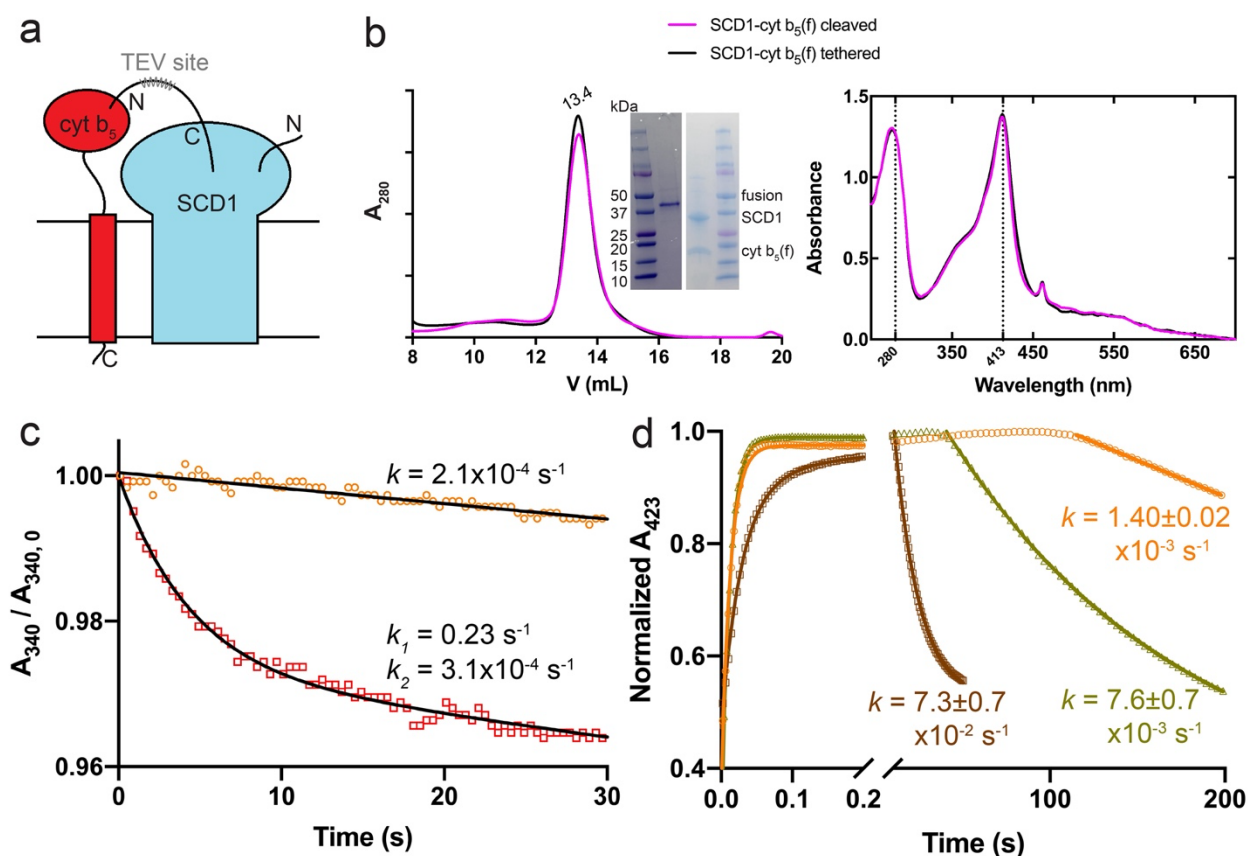 a
TEV site
N
cyt b5
C
N
SCD1
C
b
SCD1-cyt b5(f) cleaved
SCD1-cyt b5(f) tethered
A280
13.4
kDa
50
37
25
20
15
10
fusion
SCD1
cyt b5(f)
8 10 12 14 16 18 20
V (mL)
Absorbance
1.5
1.0
0.5
0.0
280 350 413 450 550 650
Wavelength (nm)
c
A340 / A340, 0
1.00
0.98
0.96
k = 2.1x10-4 s-1
k1 = 0.23 s-1
k2 = 3.1x10-4 s-1
0 10 20 30
Time (s)
d
Normalized A423
1.0
0.8
0.6
0.4
k = 1.40±0.02
x10-3 s-1
k = 7.3±0.7
x10-2 s-1
k = 7.6±0.7
x10-3 s-1
0.0 0.1 0.2 100 200
Time (s)